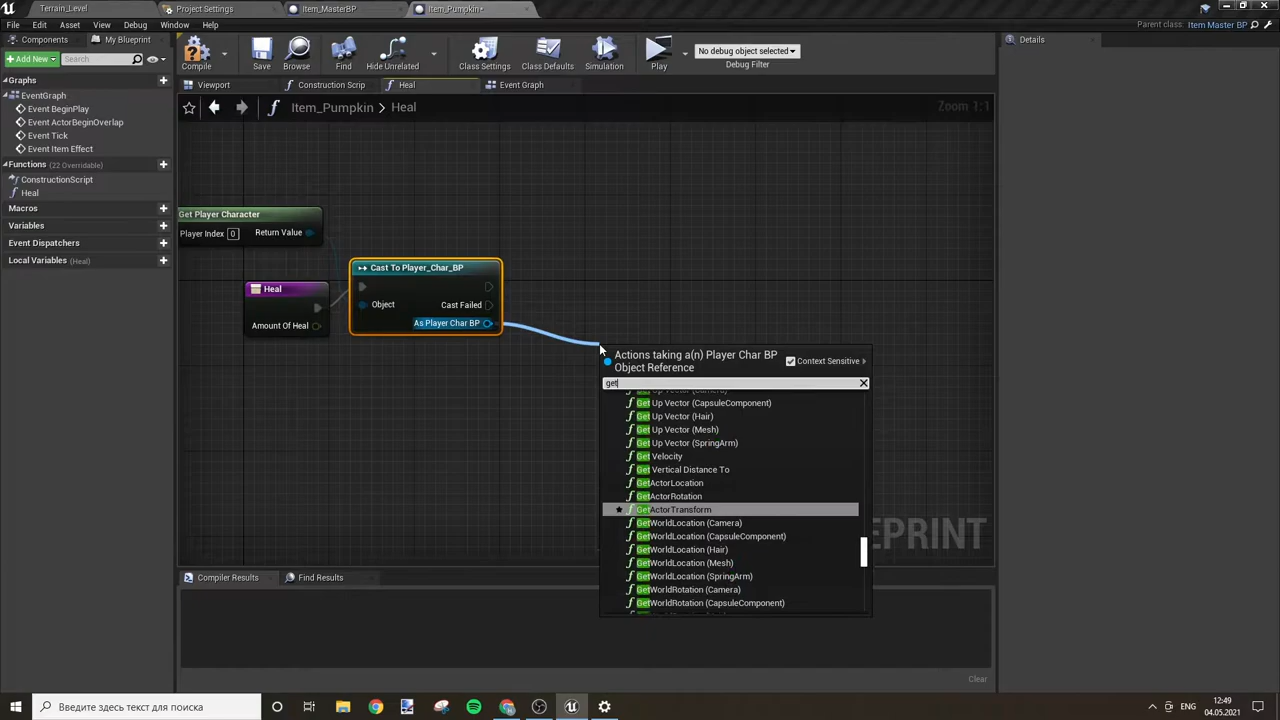 Terrain_Level
Project Settings
Item_MasterBP
Item_Pumpkin*
File
Edit
Asset
View
Debug
Window
Help
Parent class:
Item Master BP
Components
My Blueprint
Add New
Search
Compile
Save
Browse
Find
Hide Unrelated
Class Settings
Class Defaults
Simulation
Play
No debug object selected
Debug Filter
Details
Graphs
EventGraph
Event BeginPlay
Event ActorBeginOverlap
Event Tick
Event Item Effect
Functions (22 Overridable)
ConstructionScript
Heal
Macros
Variables
Event Dispatchers
Local Variables (Heal)
Viewport
Construction Scrip
Heal
Event Graph
Item_Pumpkin > Heal
Zoom 1:1
Get Player Character
Player Index 0
Return Value
Heal
Amount Of Heal
Cast To Player_Char_BP
Object
Cast Failed
As Player Char BP
Actions taking a(n) Player Char BP
Object Reference
Context Sensitive
get
Get Up Vector (Camera)
Get Up Vector (CapsuleComponent)
Get Up Vector (Hair)
Get Up Vector (Mesh)
Get Up Vector (SpringArm)
Get Velocity
Get Vertical Distance To
GetActorLocation
GetActorRotation
GetActorTransform
GetWorldLocation (Camera)
GetWorldLocation (CapsuleComponent)
GetWorldLocation (Hair)
GetWorldLocation (Mesh)
GetWorldLocation (SpringArm)
GetWorldRotation (Camera)
GetWorldRotation (CapsuleComponent)
EPRINT
Compiler Results
Find Results
Clear
Введите здесь текст для поиска
ENG
12:49
04.05.2021